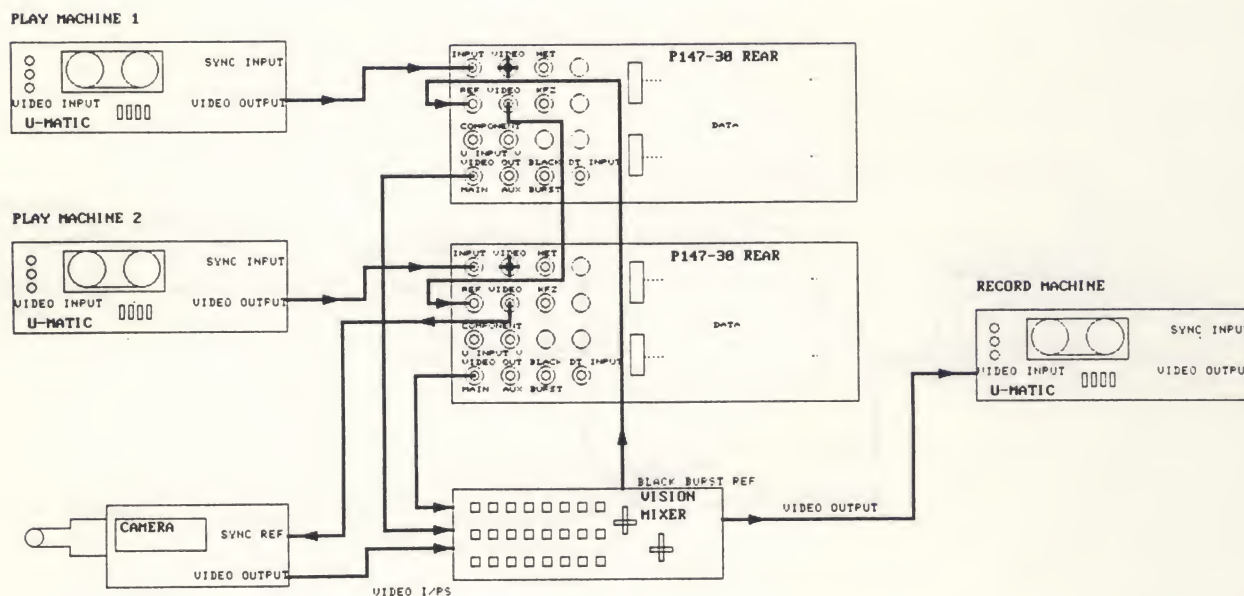 PLAY MACHINE 1
SYNC INPUT
VIDEO INPUT
VIDEO OUTPUT
U-MATIC
P147-30 REAR
INPUT VIDEO MET
REF VIDEO KFZ
COMPONENT
U INPUT V
VIDEO OUT BLACK DT INPUT
MAIN AUX BURST
DATA
PLAY MACHINE 2
SYNC INPUT
VIDEO INPUT
VIDEO OUTPUT
U-MATIC
P147-30 REAR
INPUT VIDEO MET
REF VIDEO KFZ
COMPONENT
U INPUT V
VIDEO OUT BLACK DT INPUT
MAIN AUX BURST
DATA
RECORD MACHINE
SYNC INPUT
VIDEO INPUT
VIDEO OUTPUT
U-MATIC
CAMERA
SYNC REF
VIDEO OUTPUT
VIDEO I/PS
BLACK BURST REF
VISION
MIXER
VIDEO OUTPUT